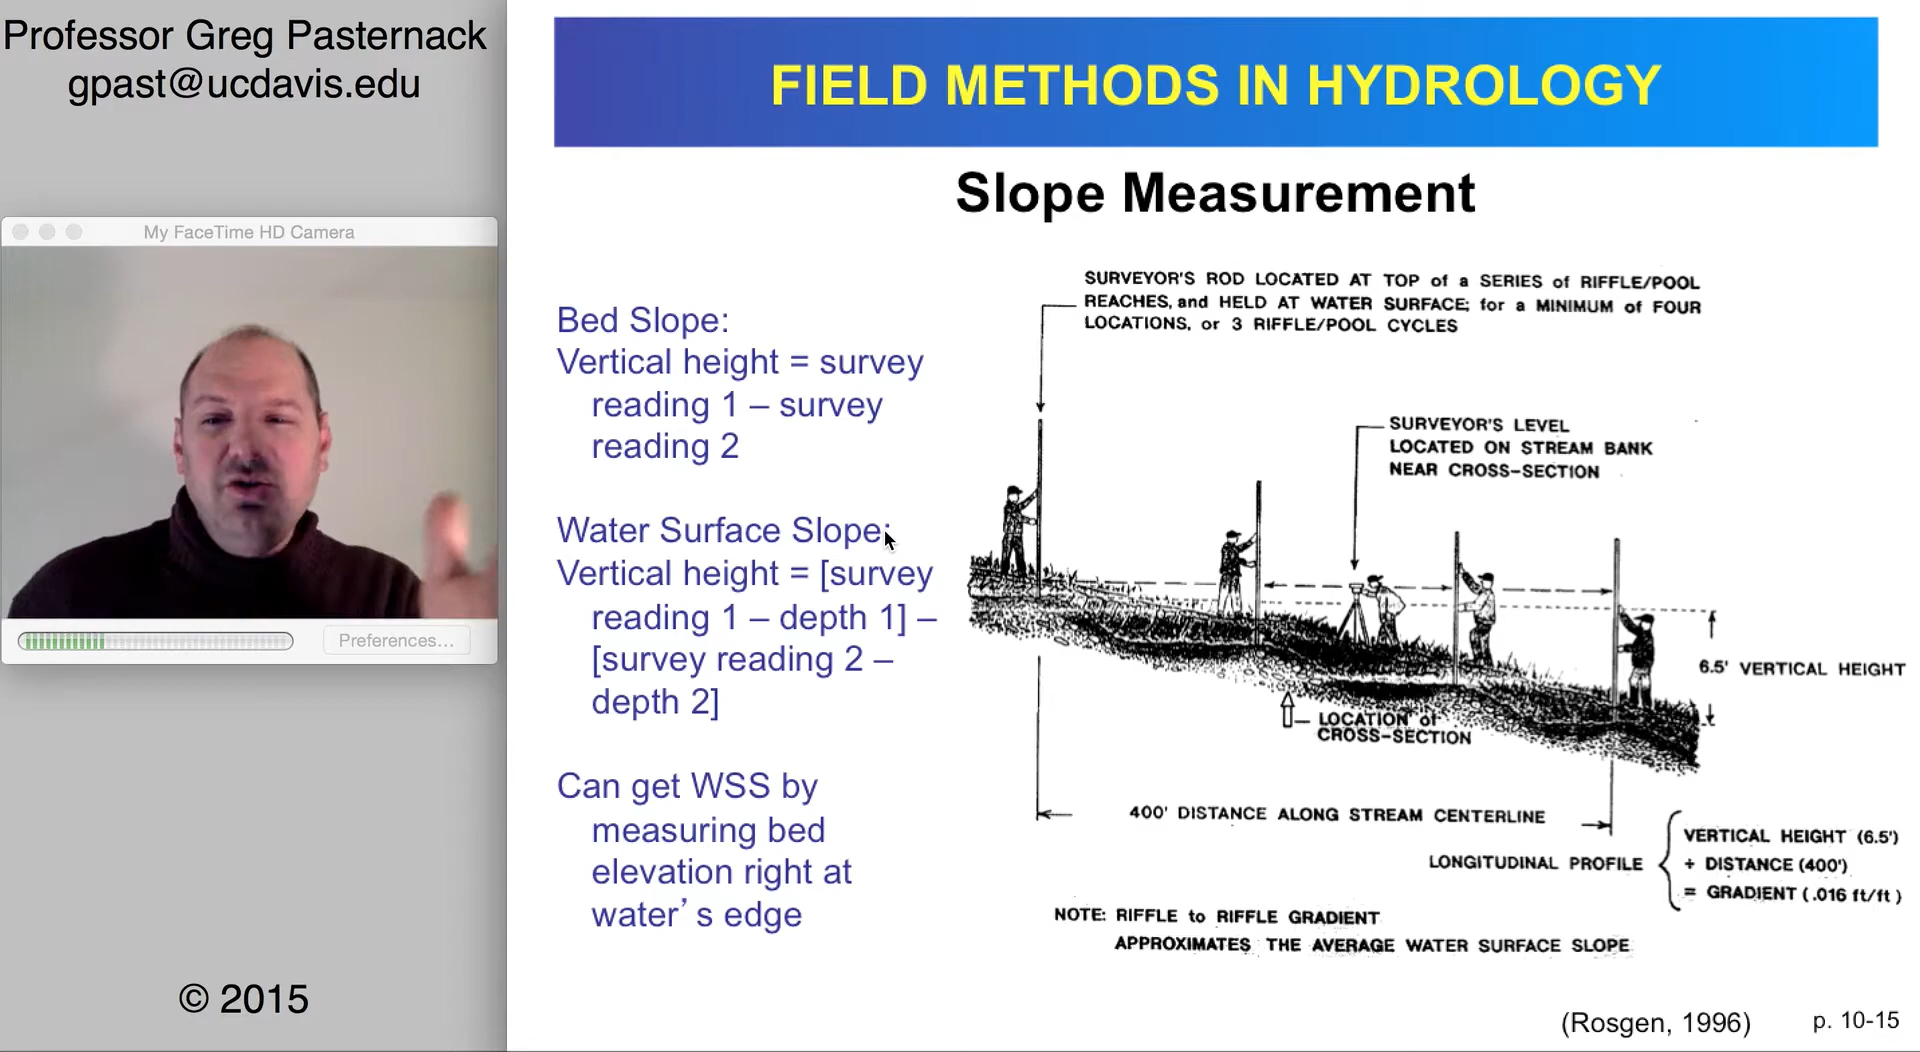 Professor Greg Pasternack
gpast@ucdavis.edu
My FaceTime HD Camera
Preferences...
© 2015
FIELD METHODS IN HYDROLOGY
Slope Measurement
Bed Slope:
Vertical height = survey
reading 1 – survey
reading 2
Water Surface Slope:
Vertical height = [survey
reading 1 – depth 1] –
[survey reading 2 –
depth 2]
Can get WSS by
measuring bed
elevation right at
water’s edge
SURVEYOR'S ROD LOCATED AT TOP of a SERIES of RIFFLE/POOL
REACHES, and HELD AT WATER SURFACE; for a MINIMUM of FOUR
LOCATIONS, or 3 RIFFLE/POOL CYCLES
SURVEYOR'S LEVEL
LOCATED ON STREAM BANK
NEAR CROSS-SECTION
6.5' VERTICAL HEIGHT
LOCATION of
CROSS-SECTION
400' DISTANCE ALONG STREAM CENTERLINE
LONGITUDINAL PROFILE
VERTICAL HEIGHT (6.5')
÷ DISTANCE (400')
= GRADIENT (.016 ft/ft)
NOTE: RIFFLE to RIFFLE GRADIENT
APPROXIMATES THE AVERAGE WATER SURFACE SLOPE
(Rosgen, 1996)
p. 10-15